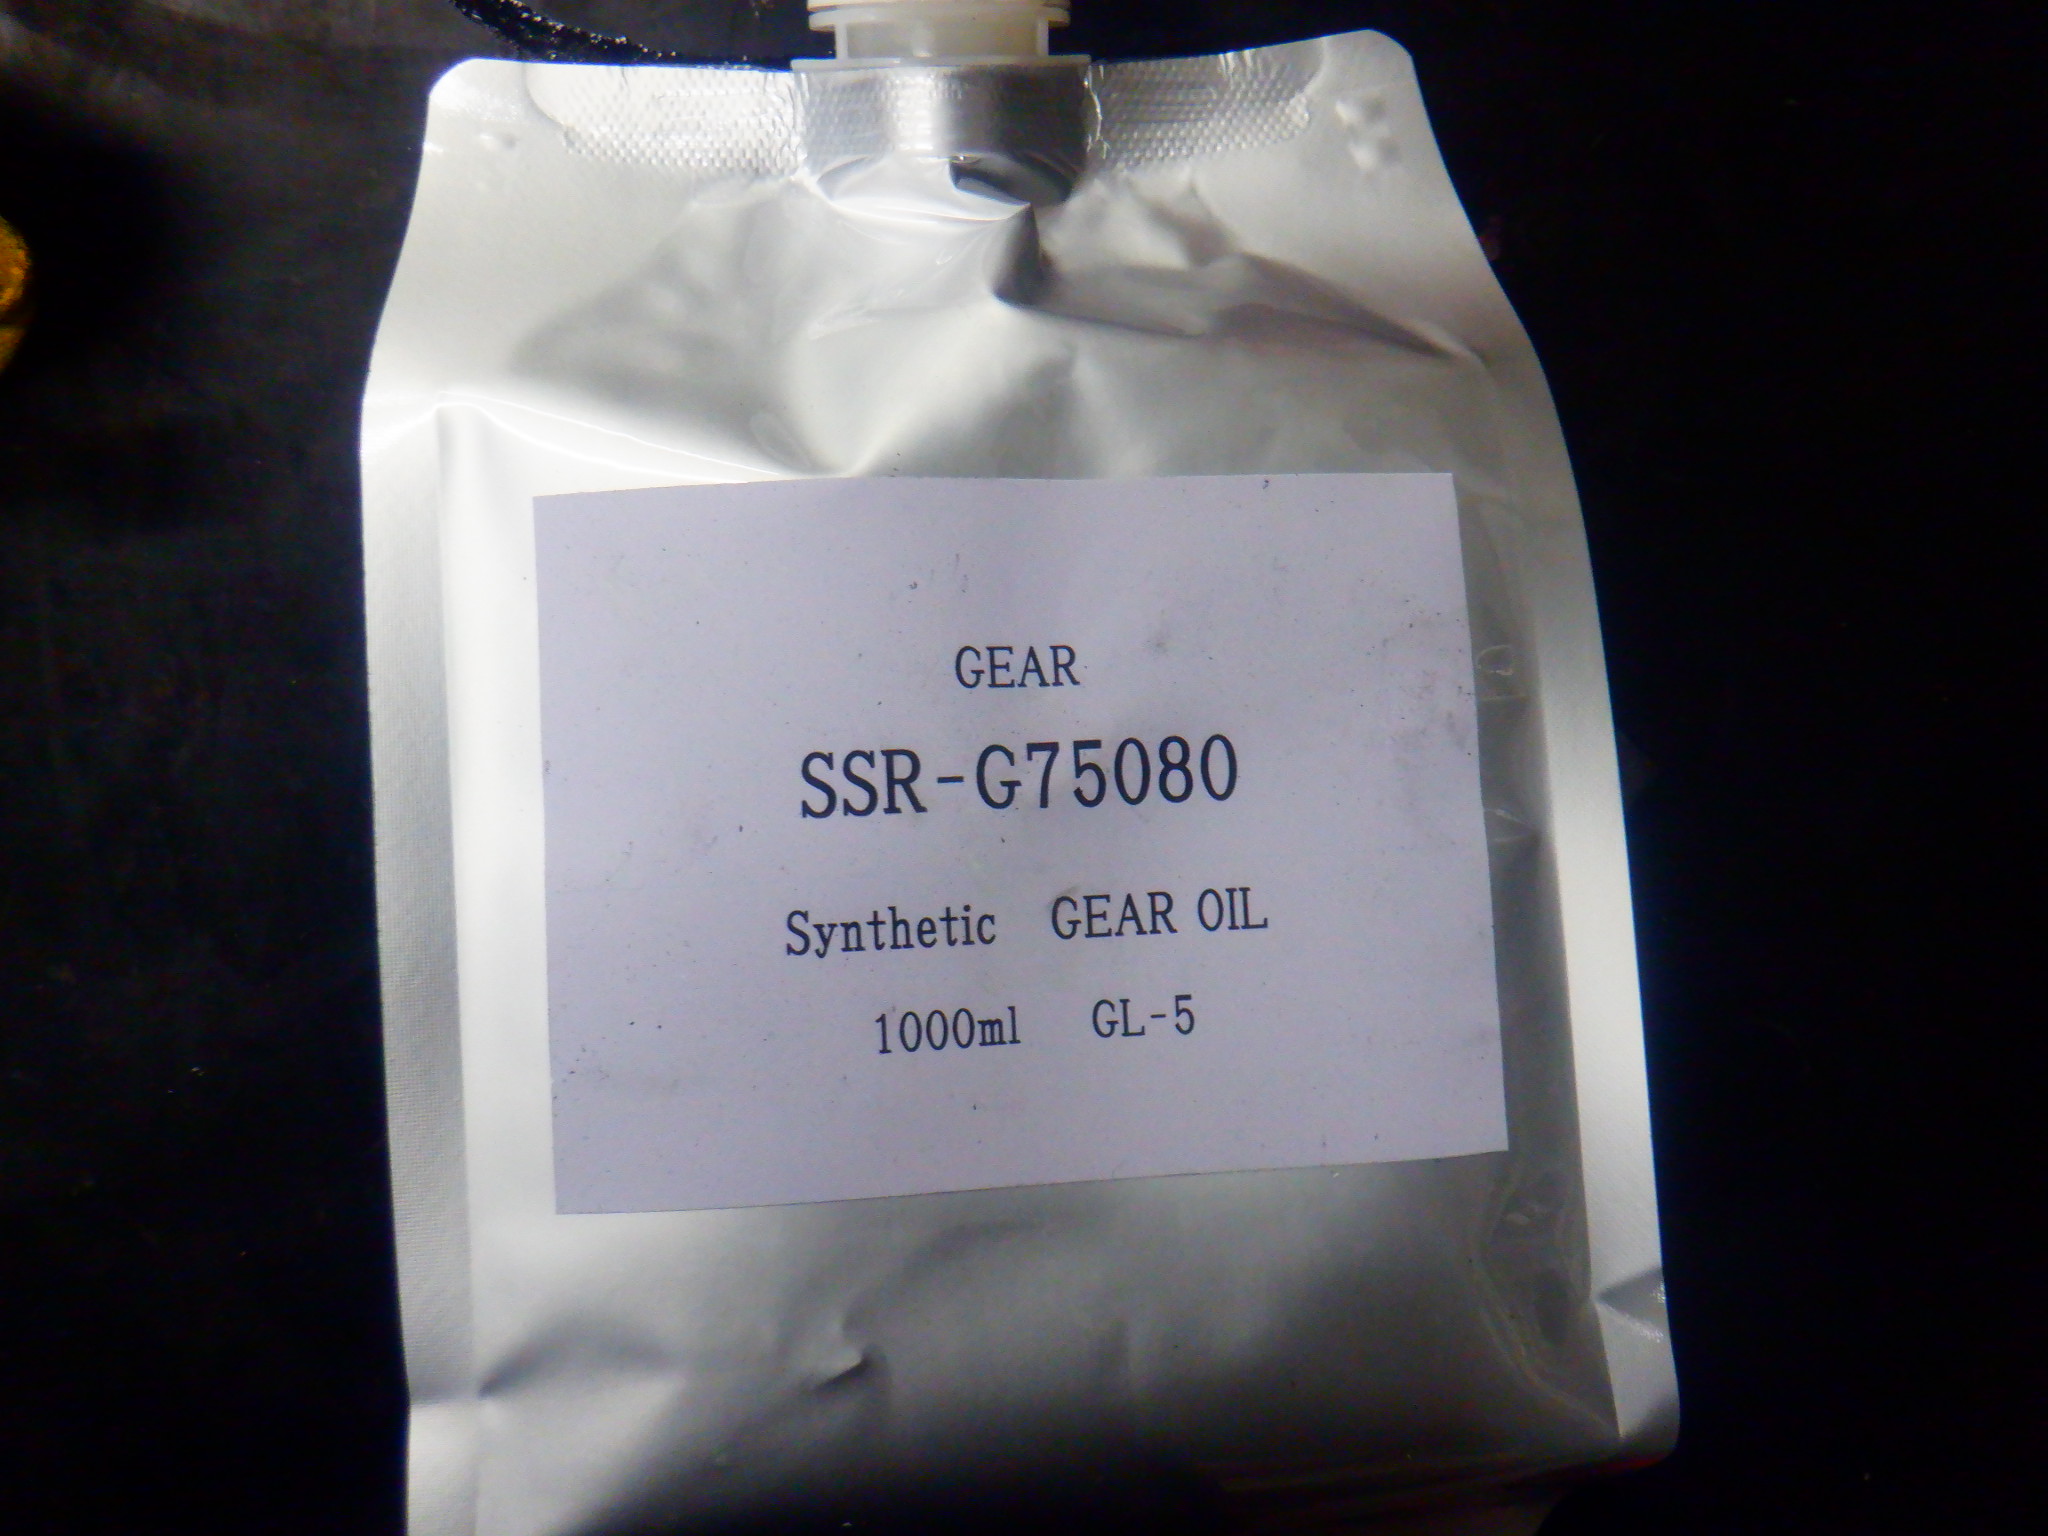 GEAR
SSR-G75080
Synthetic GEAR OIL
1000ml GL-5